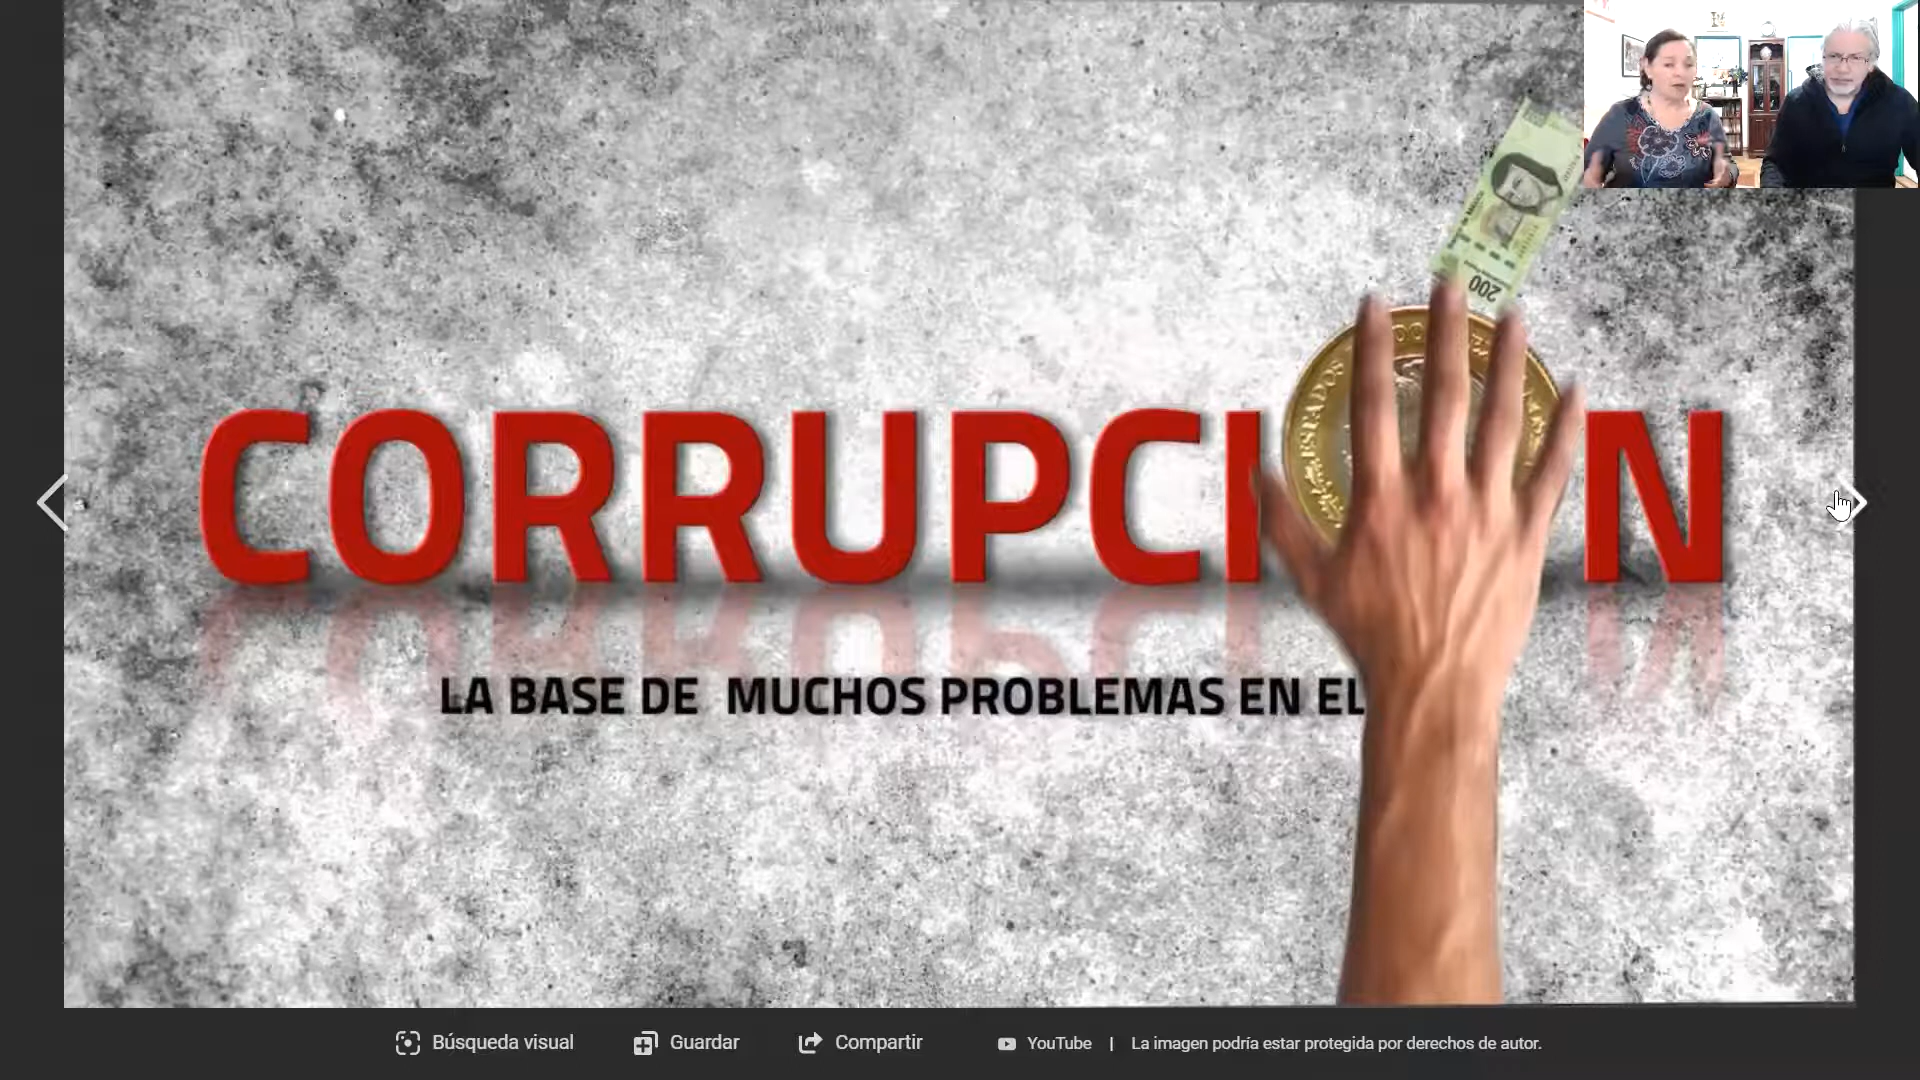 200
ESTADOS
CORRUPCI N
LA BASE DE MUCHOS PROBLEMAS EN EL
Búsqueda visual
Guardar
Compartir
YouTube | La imagen podría estar protegida por derechos de autor.